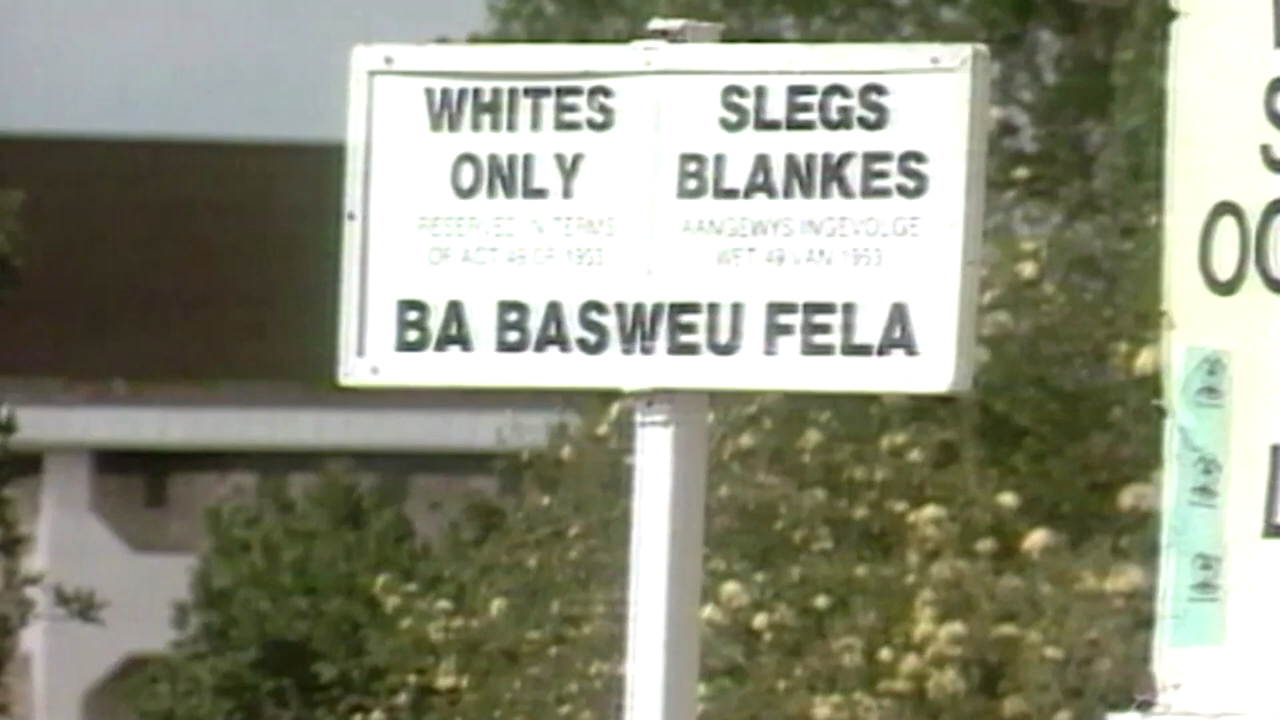 WHITES
ONLY
RESERVED IN TERMS
OF ACT 49 OF 1953
SLEGS
BLANKES
AANGEWYS INGEVOLGE
WET 49 VAN 1953
BA BASWEU FELA